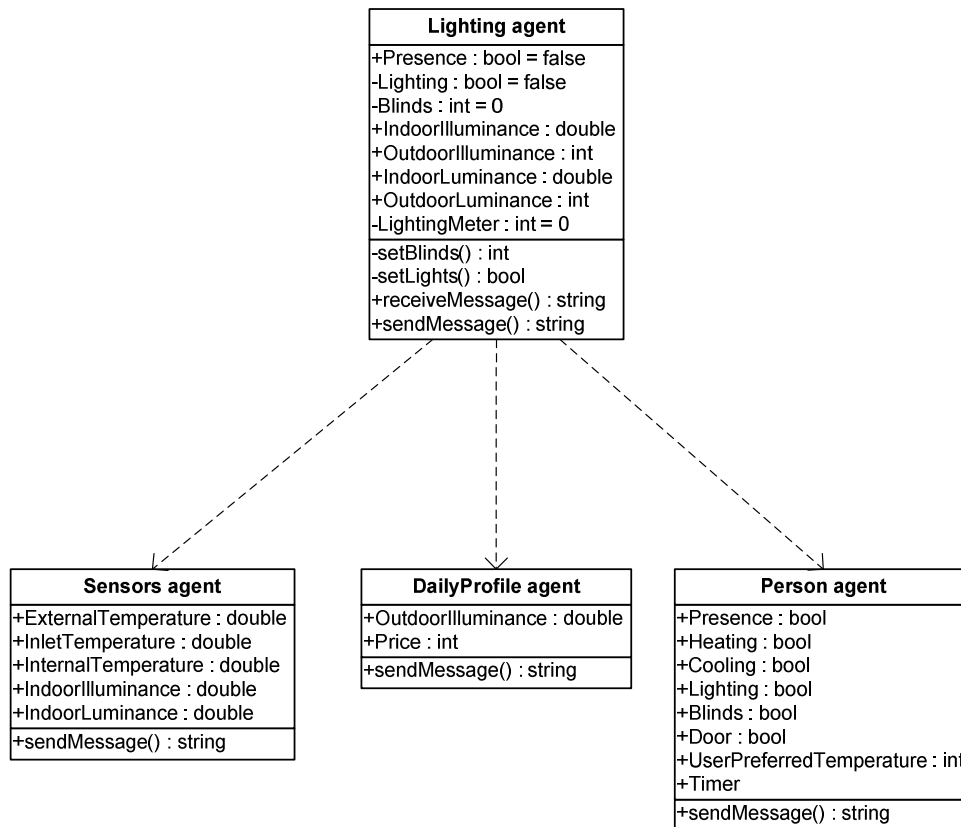 Lighting agent
+Presence : bool = false
-Lighting : bool = false
-Blinds : int = 0
+IndoorIlluminance : double
+OutdoorIlluminance : int
+IndoorLuminance : double
+OutdoorLuminance : int
-LightingMeter : int = 0
-setBlinds() : int
-setLights() : bool
+receiveMessage() : string
+sendMessage() : string
Sensors agent
+ExternalTemperature : double
+InletTemperature : double
+InternalTemperature : double
+IndoorIlluminance : double
+IndoorLuminance : double
+sendMessage() : string
DailyProfile agent
+OutdoorIlluminance : double
+Price : int
+sendMessage() : string
Person agent
+Presence : bool
+Heating : bool
+Cooling : bool
+Lighting : bool
+Blinds : bool
+Door : bool
+UserPreferredTemperature : int
+Timer
+sendMessage() : string